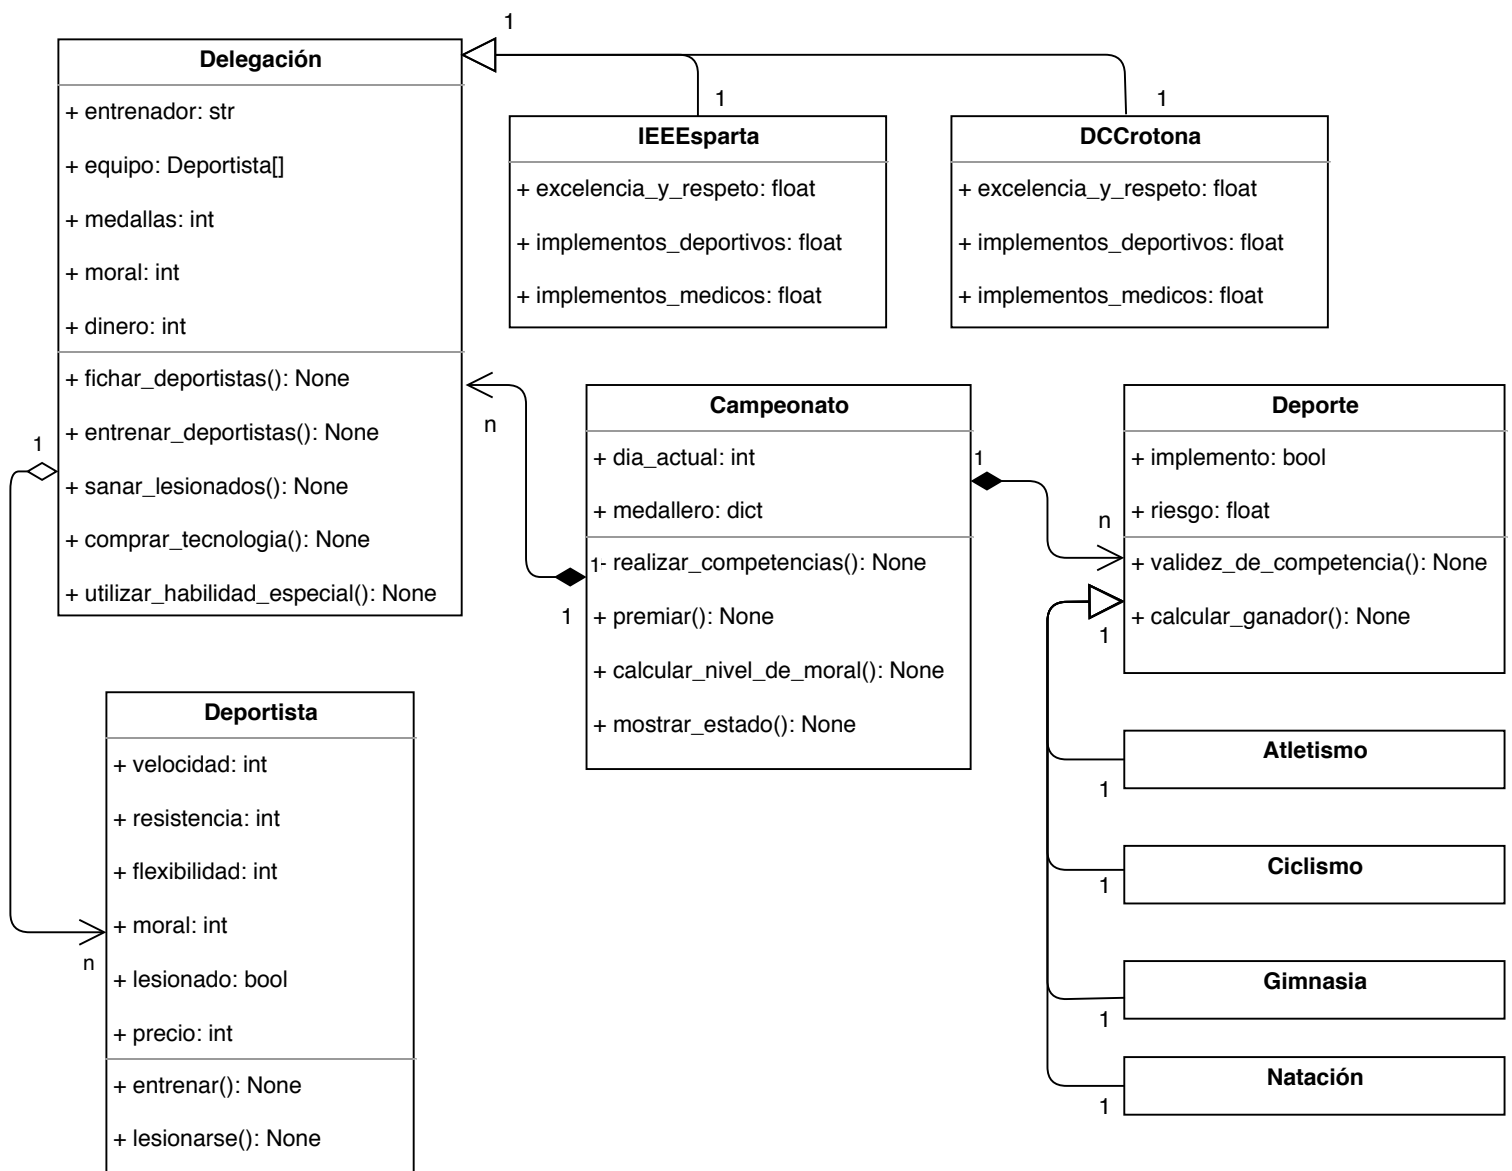 1
Delegación
+ entrenador: str
+ equipo: Deportista[]
+ medallas: int
+ moral: int
+ dinero: int
+ fichar_deportistas(): None
+ entrenar_deportistas(): None
+ sanar_lesionados(): None
+ comprar_tecnologia(): None
+ utilizar_habilidad_especial(): None
1
1
IEEEsparta
+ excelencia_y_respeto: float
+ implementos_deportivos: float
+ implementos_medicos: float
1
DCCrotona
+ excelencia_y_respeto: float
+ implementos_deportivos: float
+ implementos_medicos: float
n
Campeonato
+ dia_actual: int
+ medallero: dict
1- realizar_competencias(): None
+ premiar(): None
+ calcular_nivel_de_moral(): None
+ mostrar_estado(): None
1
1
n
Deporte
+ implemento: bool
+ riesgo: float
+ validez_de_competencia(): None
+ calcular_ganador(): None
1
Deportista
+ velocidad: int
+ resistencia: int
+ flexibilidad: int
+ moral: int
+ lesionado: bool
+ precio: int
+ entrenar(): None
+ lesionarse(): None
n
Atletismo
1
Ciclismo
1
Gimnasia
1
Natación
1